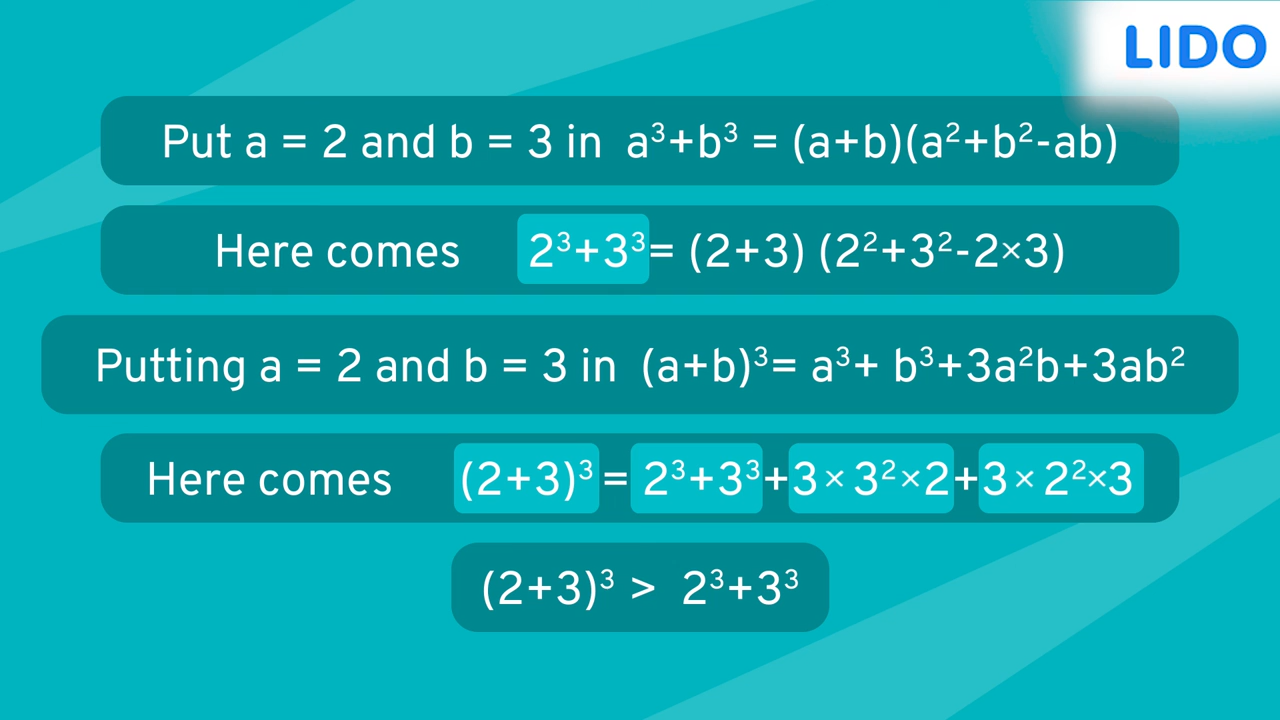 LIDO
Put a = 2 and b = 3 in a³+b³ = (a+b)(a²+b²-ab)
Here comes 2³+3³= (2+3) (2²+3²-2×3)
Putting a = 2 and b = 3 in (a+b)³= a³+ b³+3a²b+3ab²
Here comes (2+3)³ = 2³+3³+3×3²×2+3×2²×3
(2+3)³ > 2³+3³